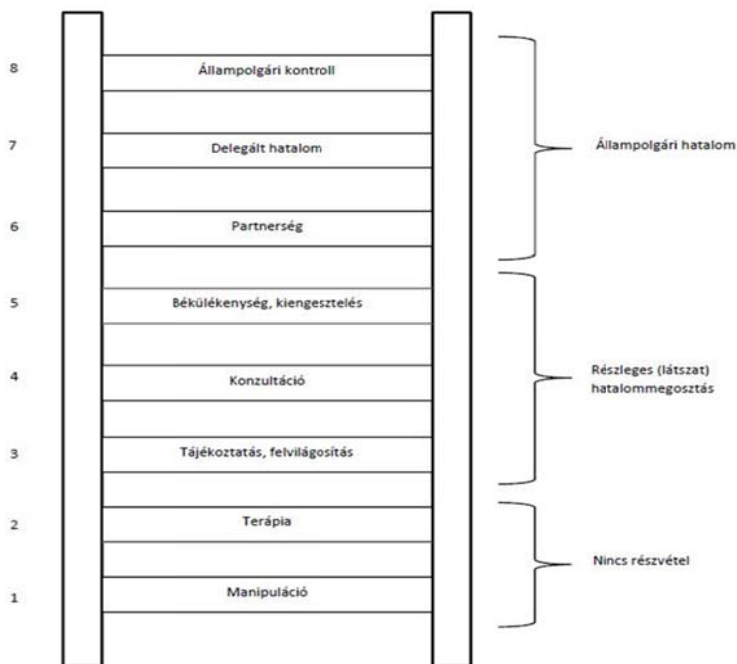 8
Állampolgári kontroll
7
Delegált hatalom
Állampolgári hatalom
6
Partnerség
5
Békülékenység, kiengesztelés
4
Konzultáció
Részleges (látszat)
hatalommegosztás
3
Tájékoztatás, felvilágosítás
2
Terápia
Nincs részvétel
1
Manipuláció